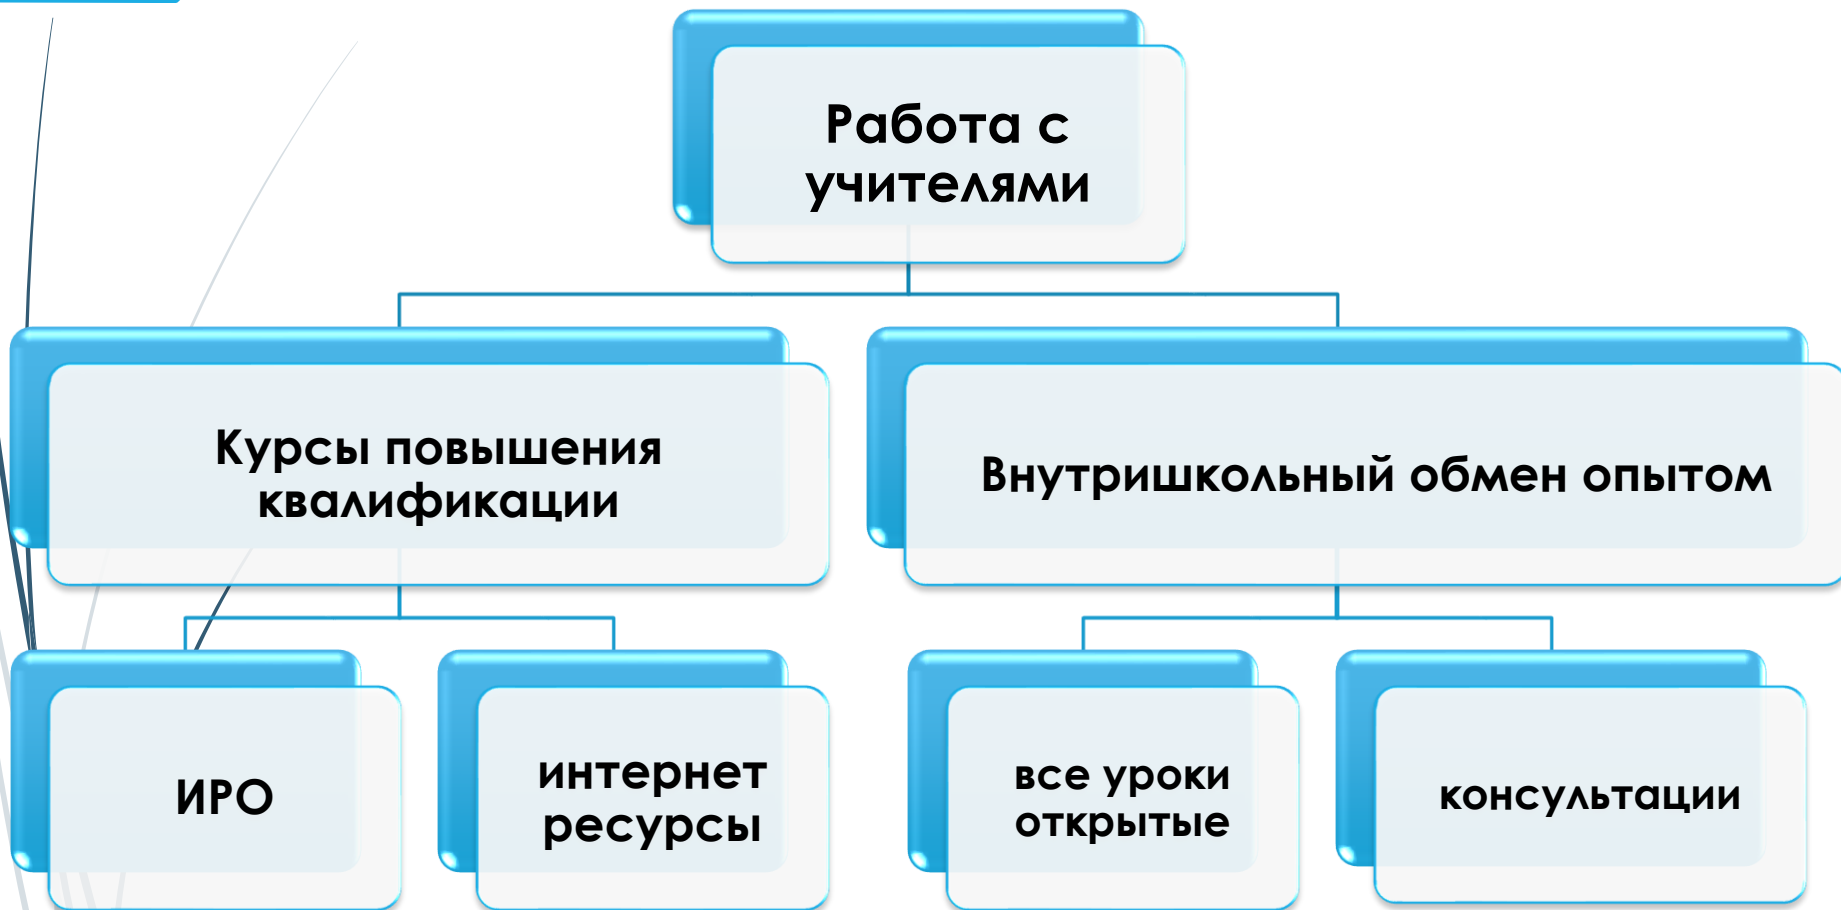 Работа с
учителями
Курсы повышения
квалификации
Внутришкольный обмен опытом
ИРО
интернет
ресурсы
все уроки
открытые
консультации